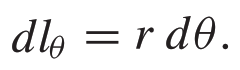 dl_θ = r dθ.